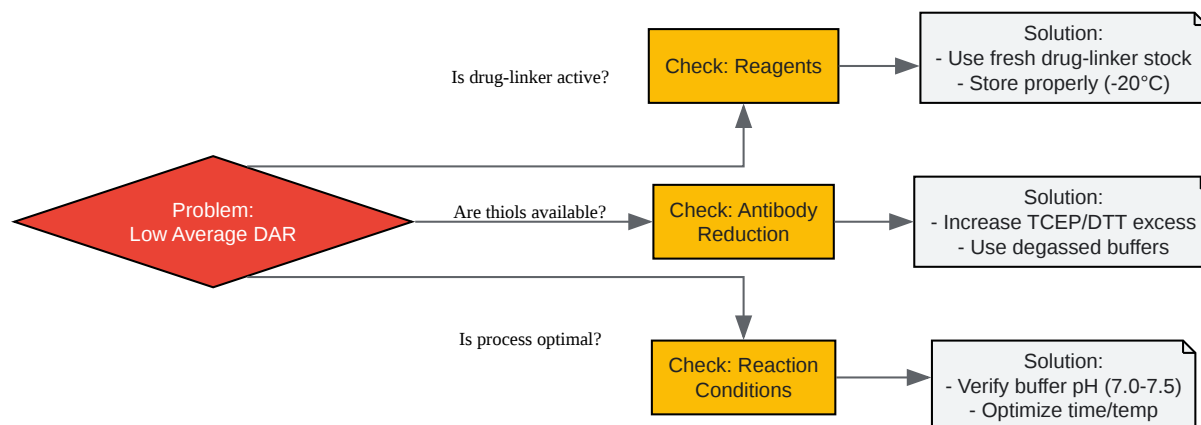 Is drug-linker active?
Check: Reagents
Solution:
- Use fresh drug-linker stock
- Store properly (-20°C)
Problem:
Low Average DAR
Are thiols available?
Check: Antibody
Reduction
Solution:
- Increase TCEP/DTT excess
- Use degassed buffers
Is process optimal?
Check: Reaction
Conditions
Solution:
- Verify buffer pH (7.0-7.5)
- Optimize time/temp